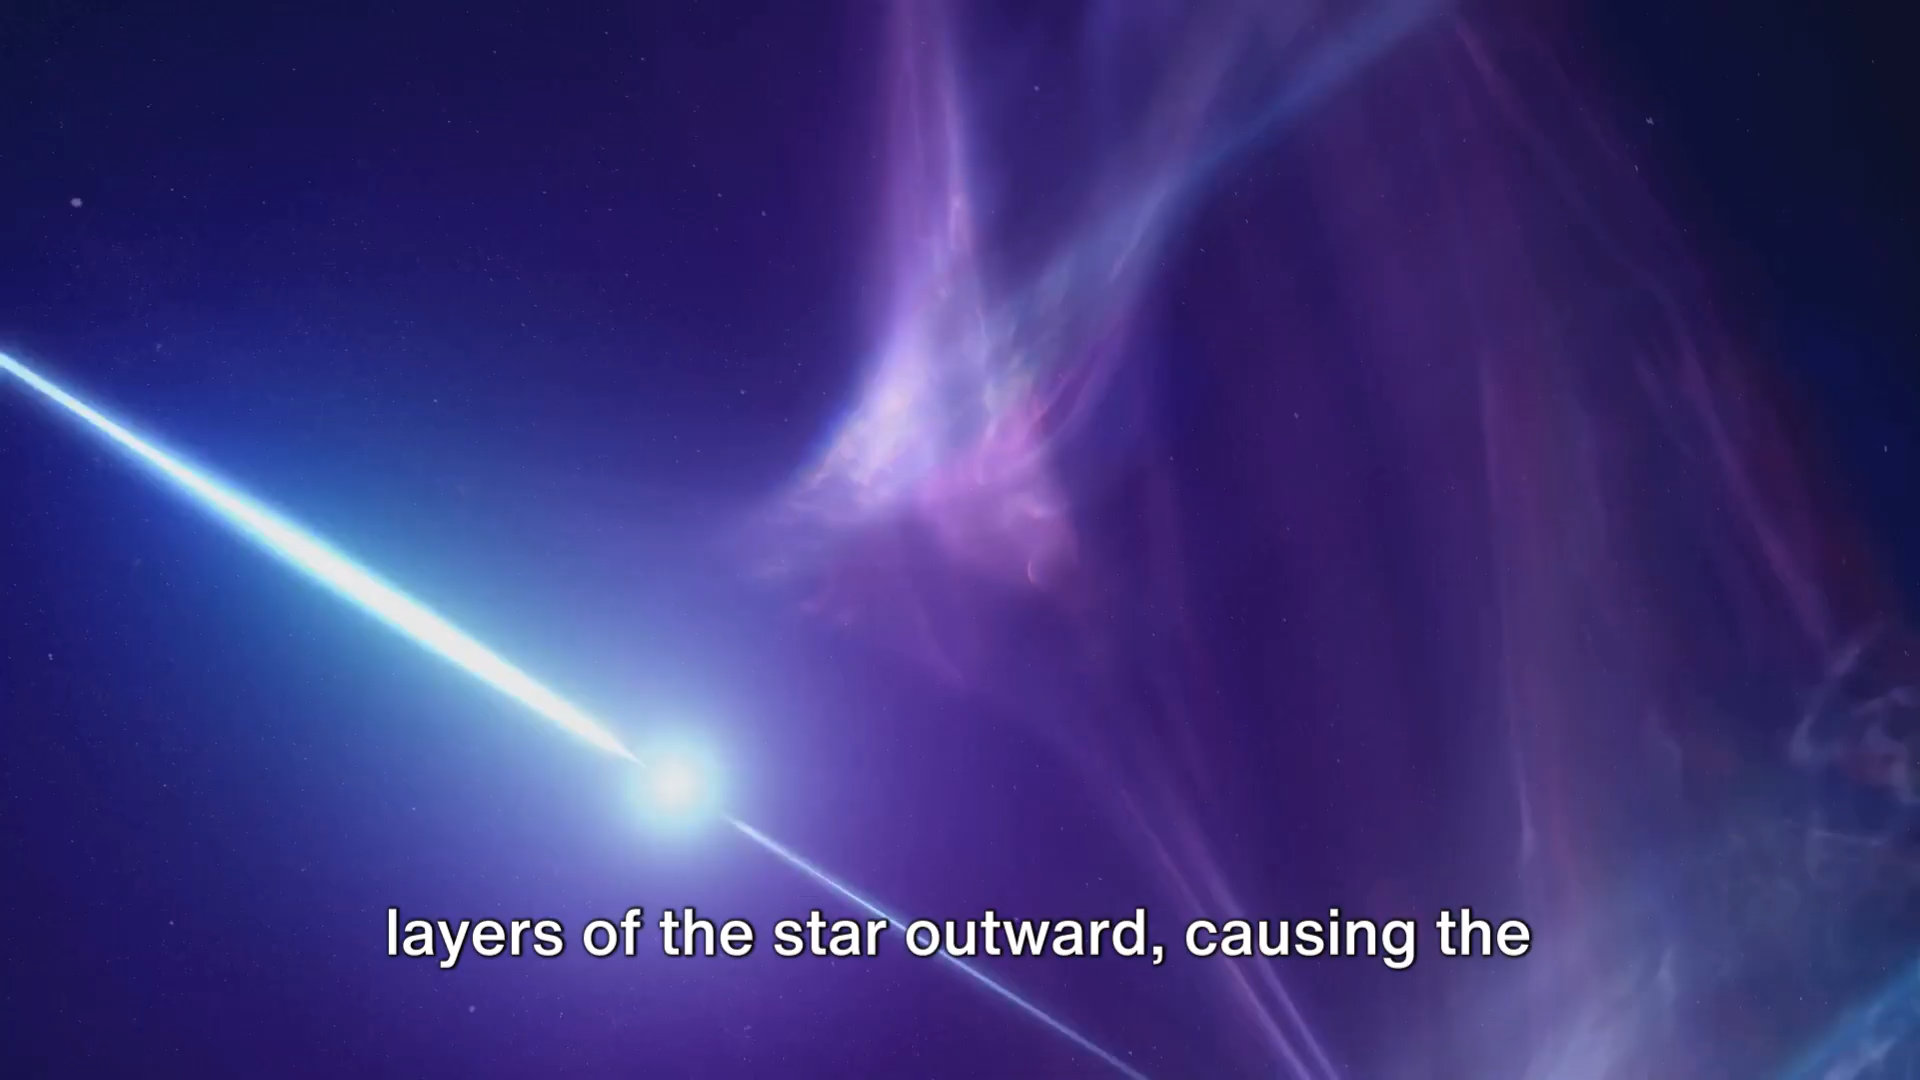 layers of the star outward, causing the